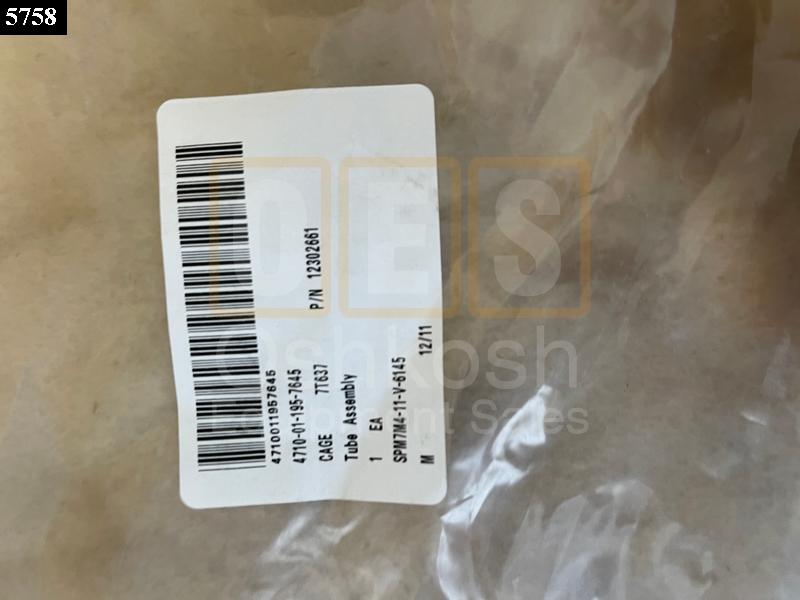 5758
4710011957645
4710-01-195-7645
CAGE 7T637 P/N 12302661
Tube Assembly
1 EA
SPM7M4-11-V-6145
M 12/11
OES
Oshkosh
Equipment Sales